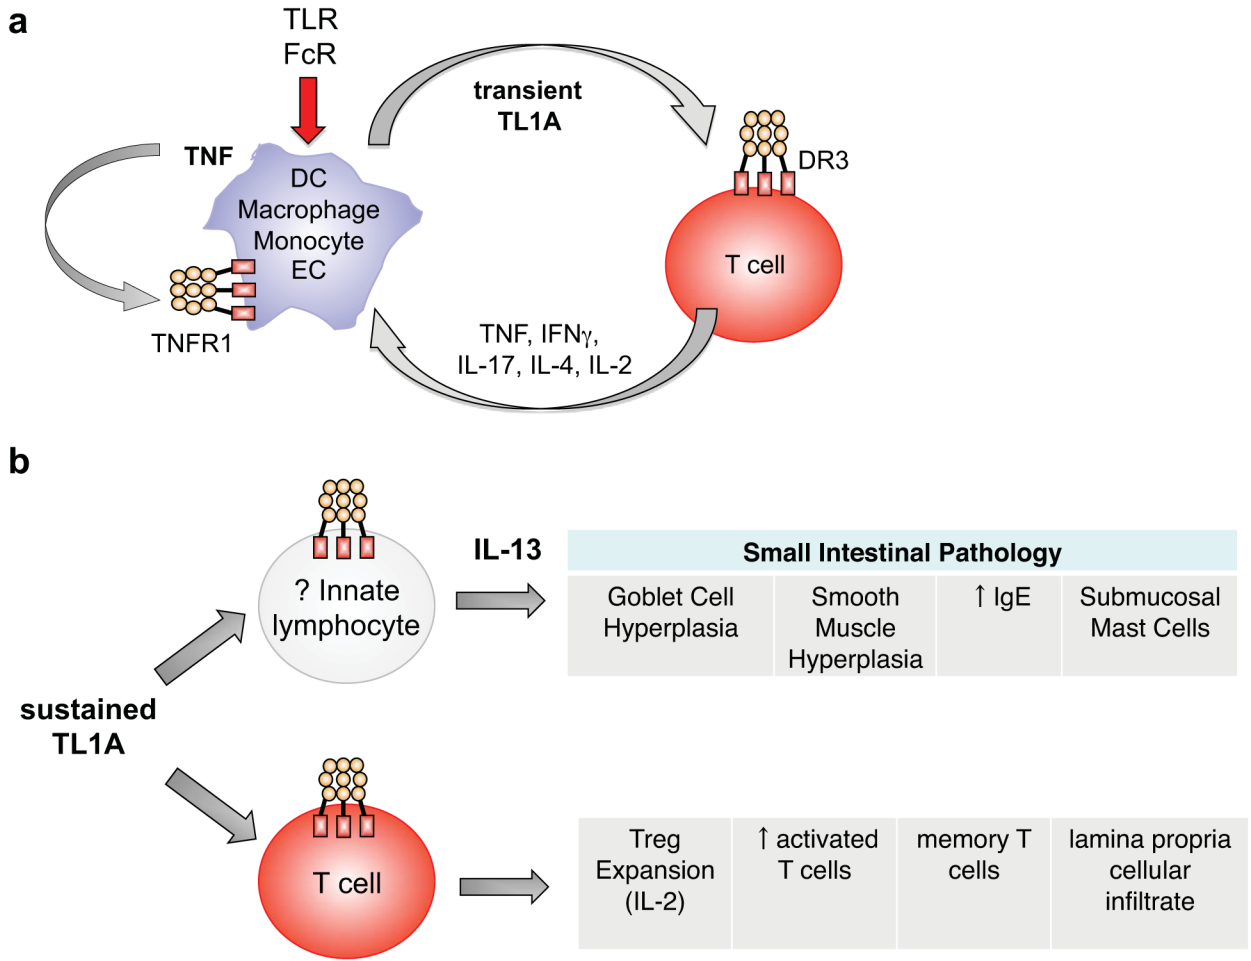 a
TLR
FcR
transient
TL1A
TNF
DC
Macrophage
Monocyte
EC
DR3
T cell
TNFR1
TNF, IFNγ,
IL-17, IL-4, IL-2
b
IL-13
? Innate
lymphocyte
Small Intestinal Pathology
Goblet Cell
Hyperplasia
Smooth
Muscle
Hyperplasia
↑ IgE
Submucosal
Mast Cells
sustained
TL1A
T cell
Treg
Expansion
(IL-2)
↑ activated
T cells
memory T
cells
lamina propria
cellular
infiltrate